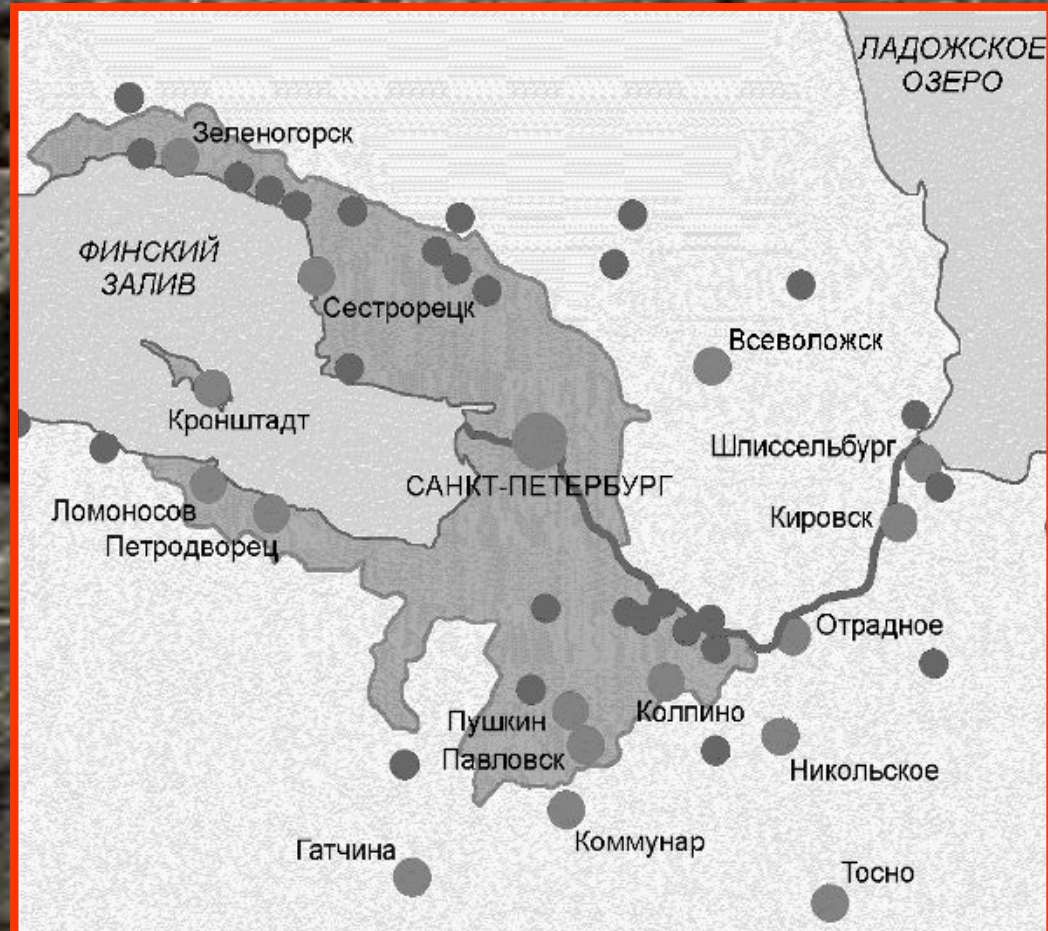 ЛАДОЖСКОЕ
ОЗЕРО
Зеленогорск
ФИНСКИЙ
ЗАЛИВ
Сестрорецк
Всеволожск
Кронштадт
Шлиссельбург
САНКТ-ПЕТЕРБУРГ
Ломоносов
Кировск
Петродворец
Отрадное
Пушкин
Колпино
Павловск
Никольское
Коммунар
Гатчина
Тосно